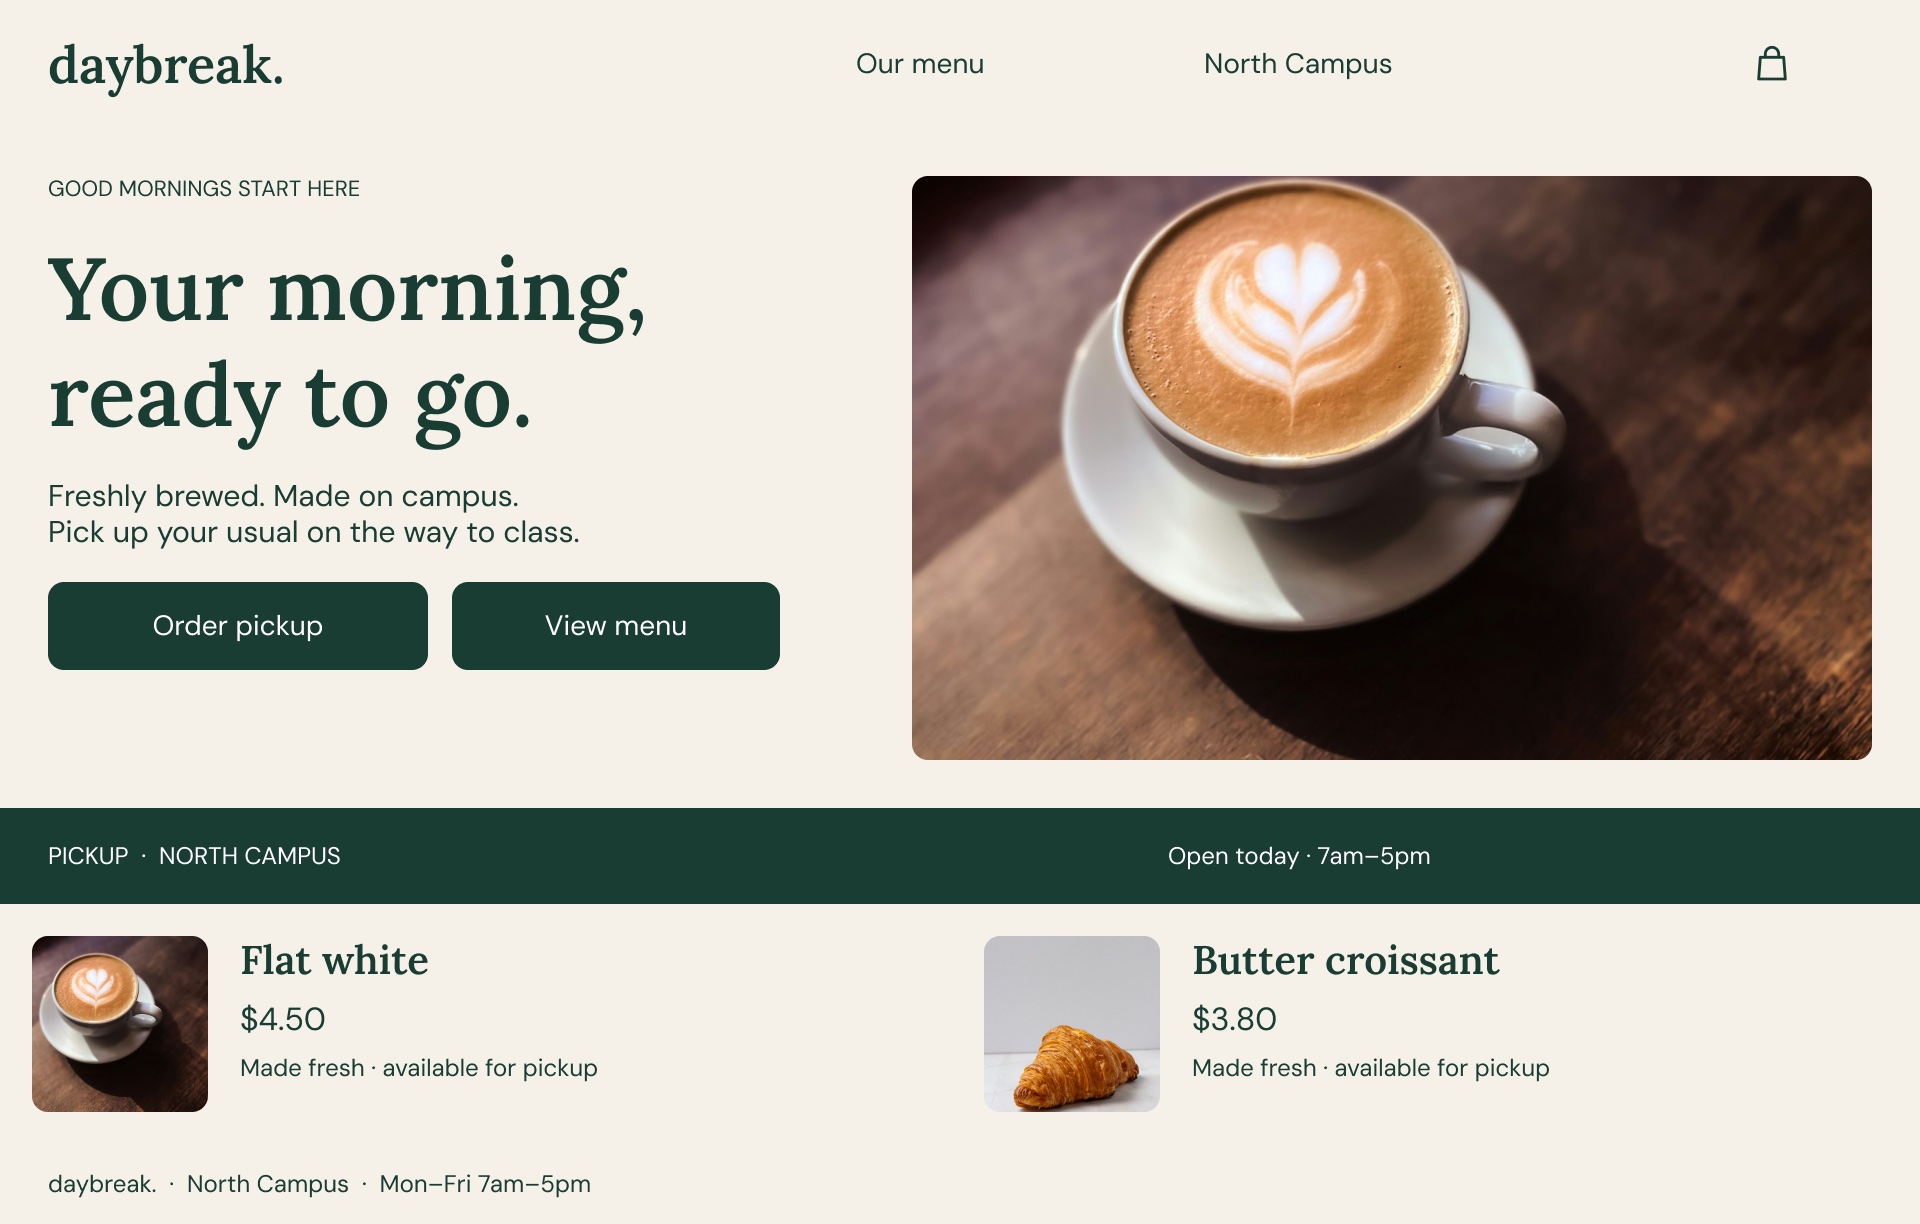 daybreak.
Our menu
North Campus
GOOD MORNINGS START HERE
Your morning,
ready to go.
Freshly brewed. Made on campus.
Pick up your usual on the way to class.
Order pickup
View menu
PICKUP · NORTH CAMPUS
Open today · 7am–5pm
Flat white
$4.50
Made fresh · available for pickup
Butter croissant
$3.80
Made fresh · available for pickup
daybreak. · North Campus · Mon–Fri 7am–5pm